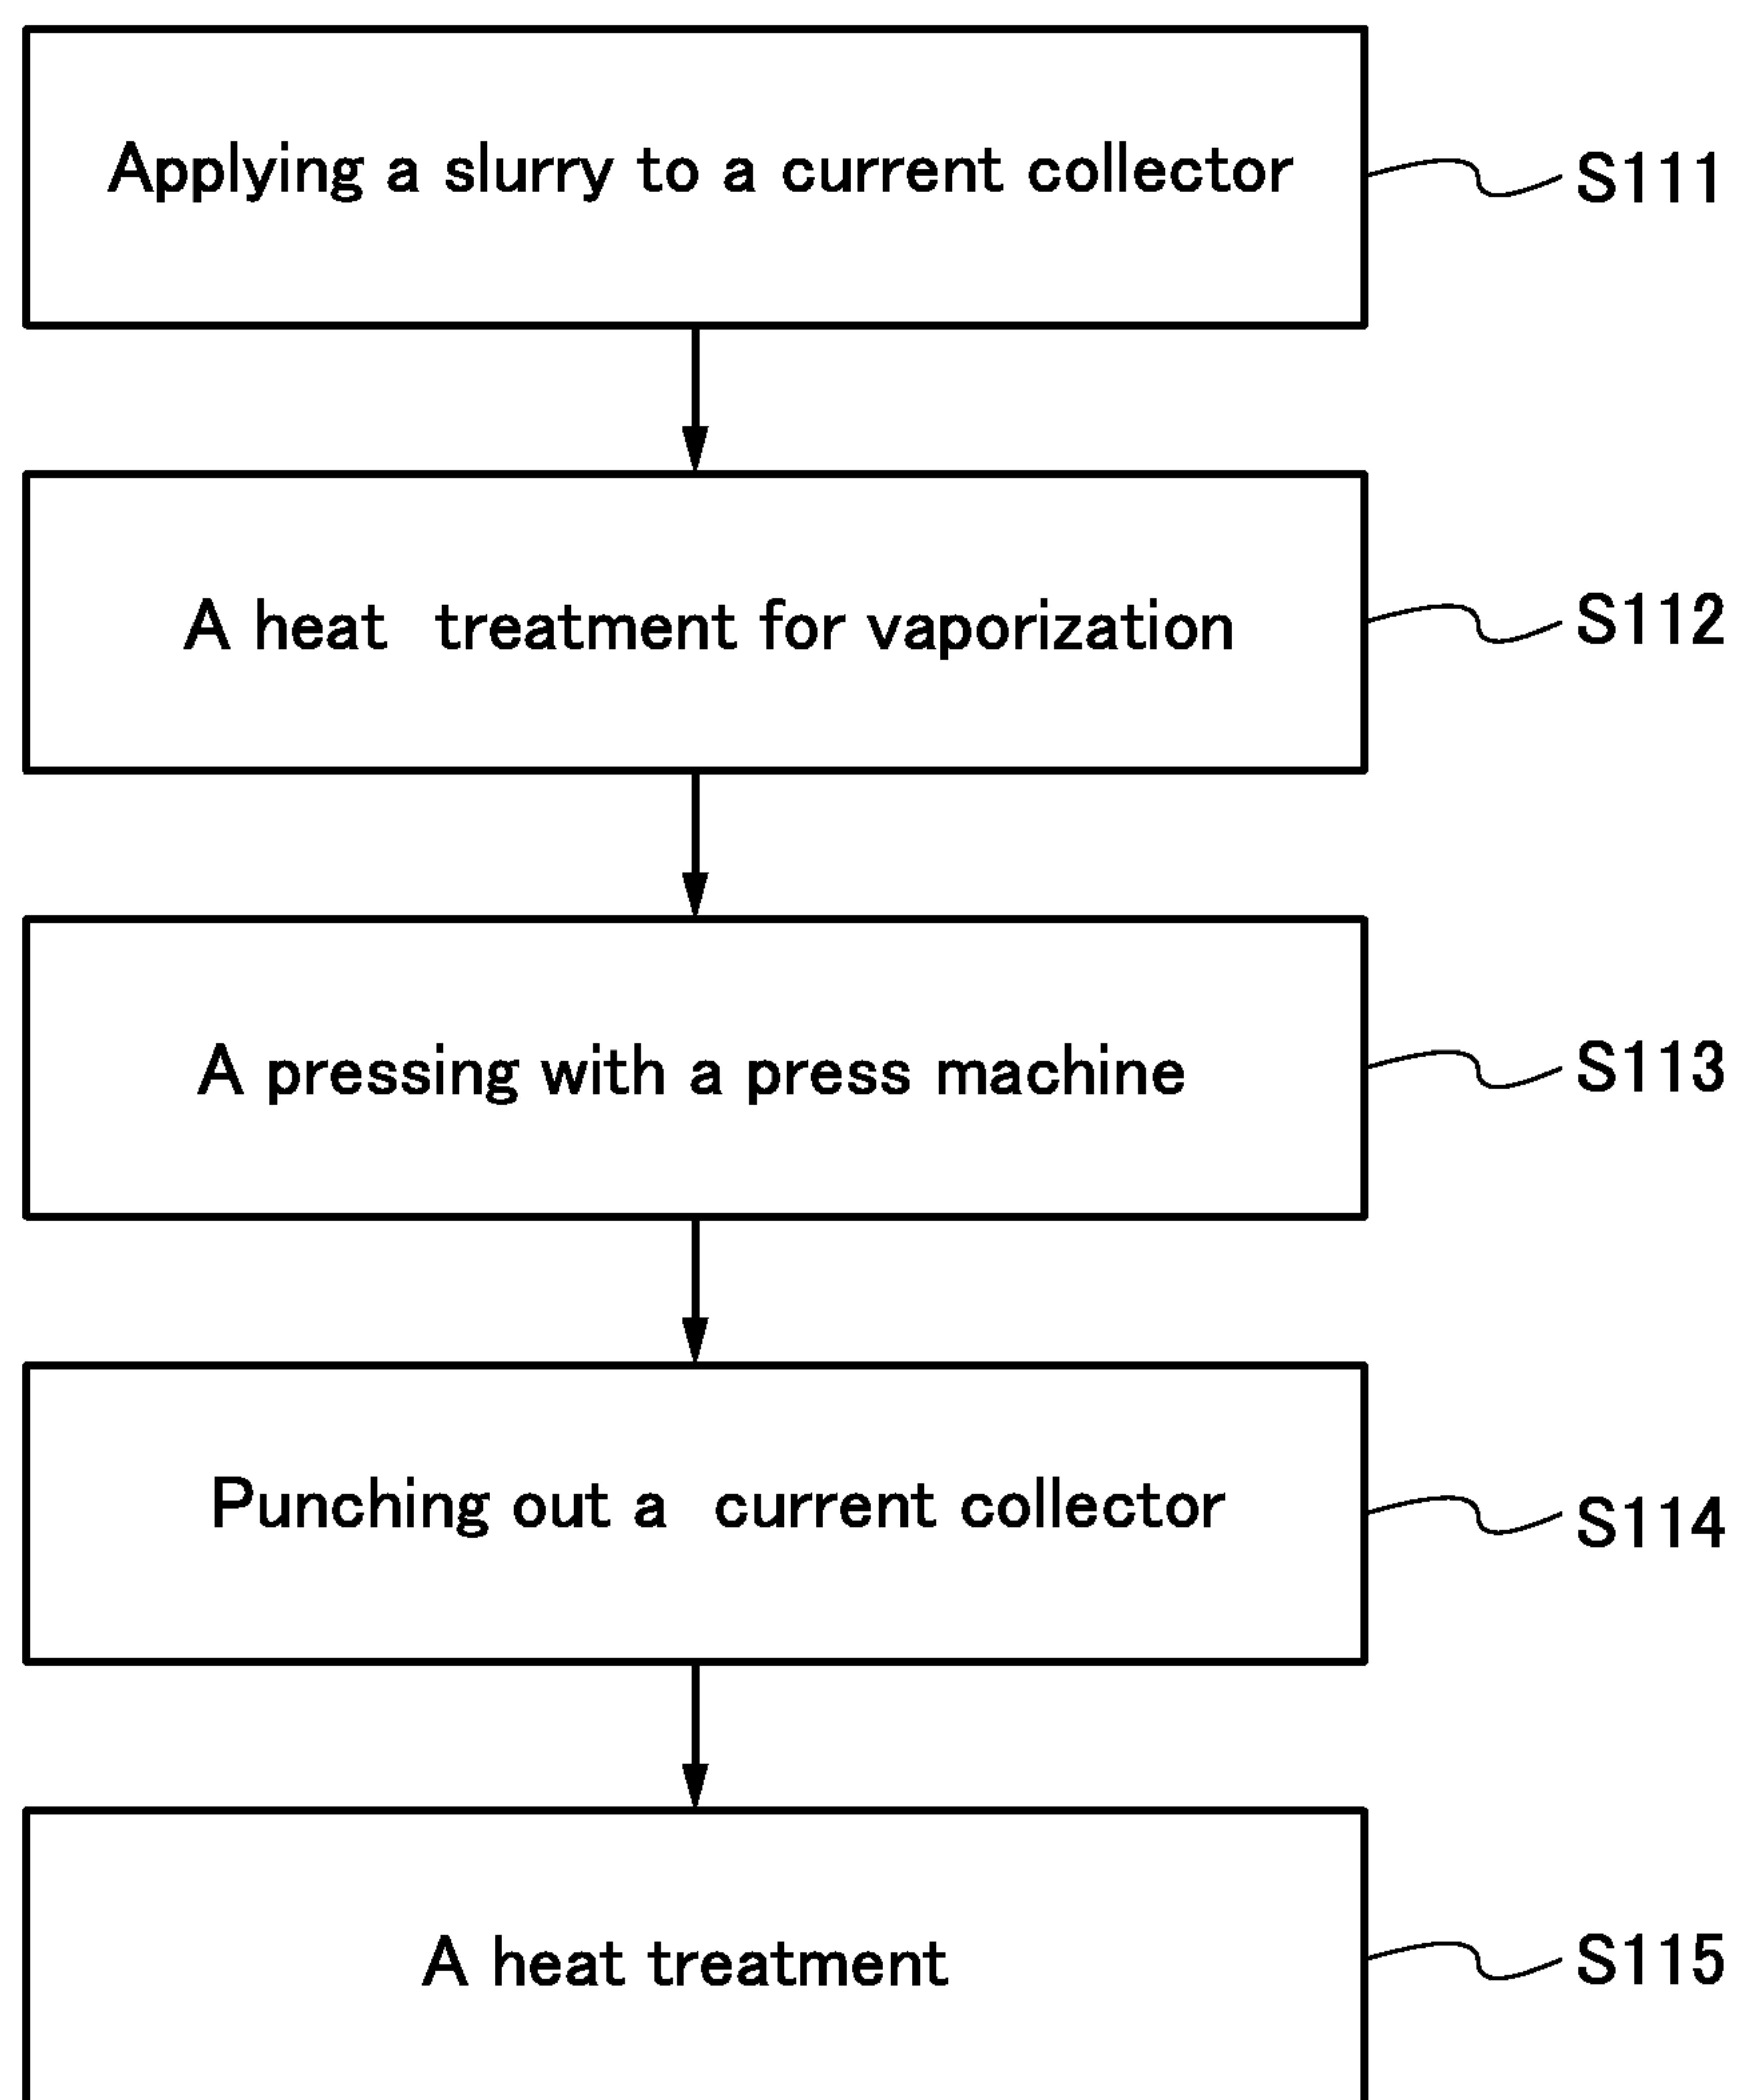 Applying a slurry to a current collector
S111
A heat treatment for vaporization
S112
A pressing with a press machine
S113
Punching out a current collector
S114
A heat treatment
S115